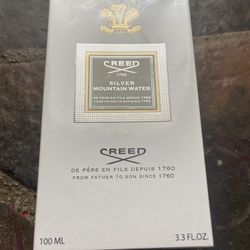 CREED
1760
SILVER
MOUNTAIN WATER
DE PÈRE EN FILS DEPUIS 1760
FROM FATHER TO SON SINCE 1760
CREED
DE PÈRE EN FILS DEPUIS 1760
FROM FATHER TO SON SINCE 1760
100 ML 3.3 FL.OZ.